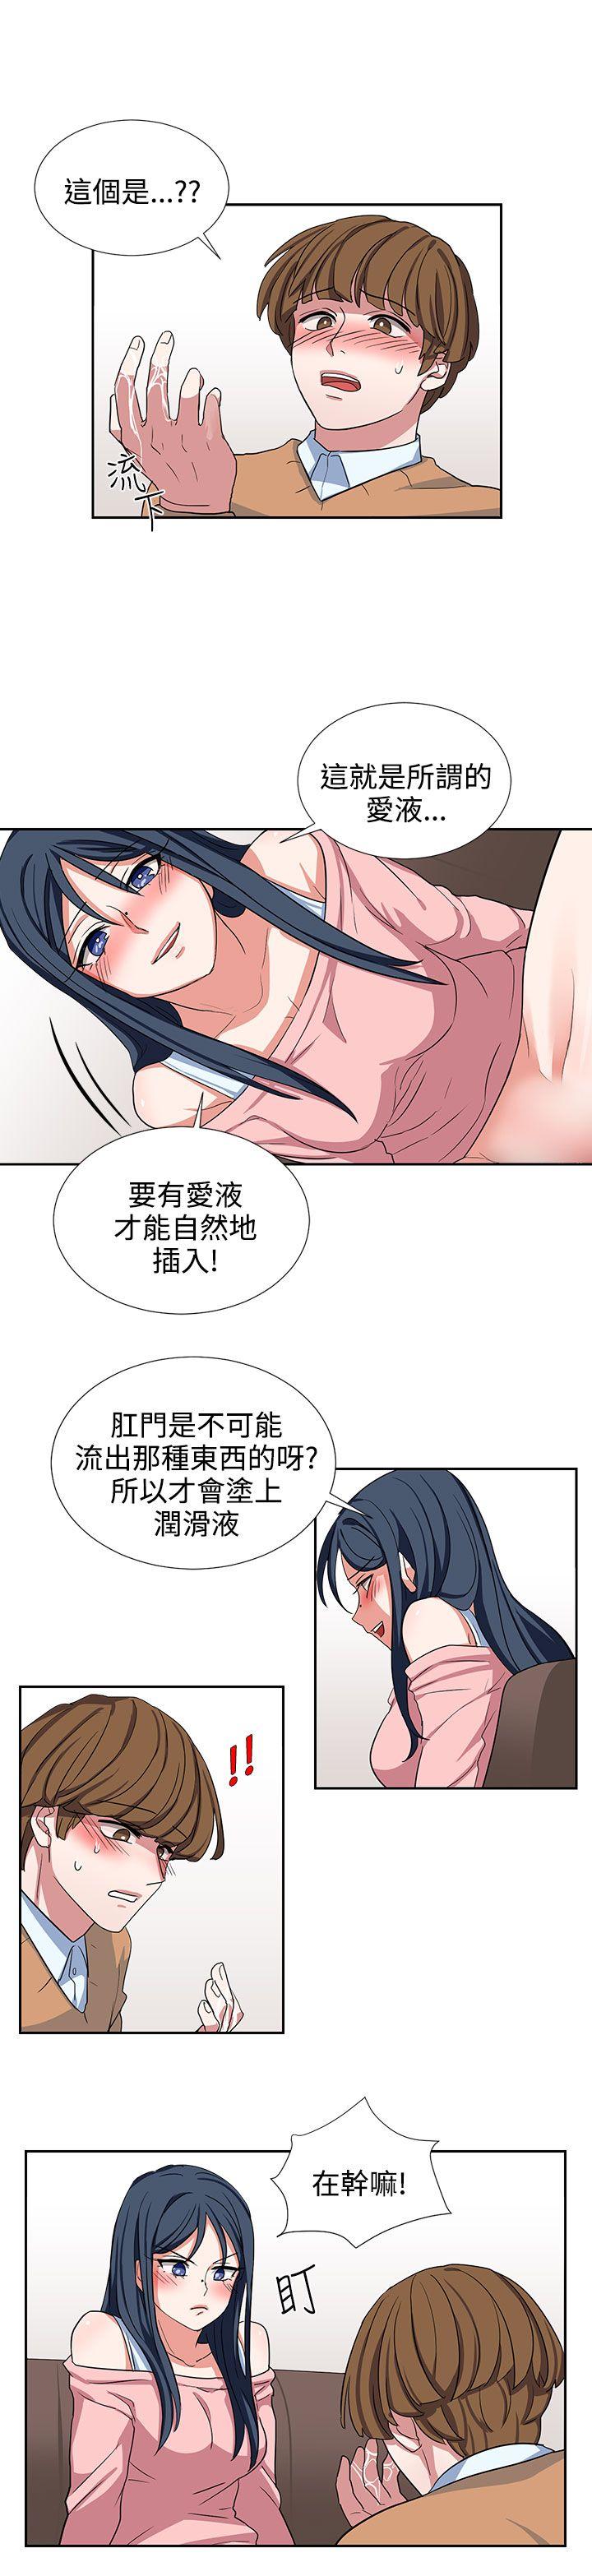 這個是...??
流下
這就是所謂的
愛液...
要有愛液
才能自然地
插入!
肛門是不可能
流出那種東西的呀?
所以才會塗上
潤滑液
!!
在幹嘛!
盯